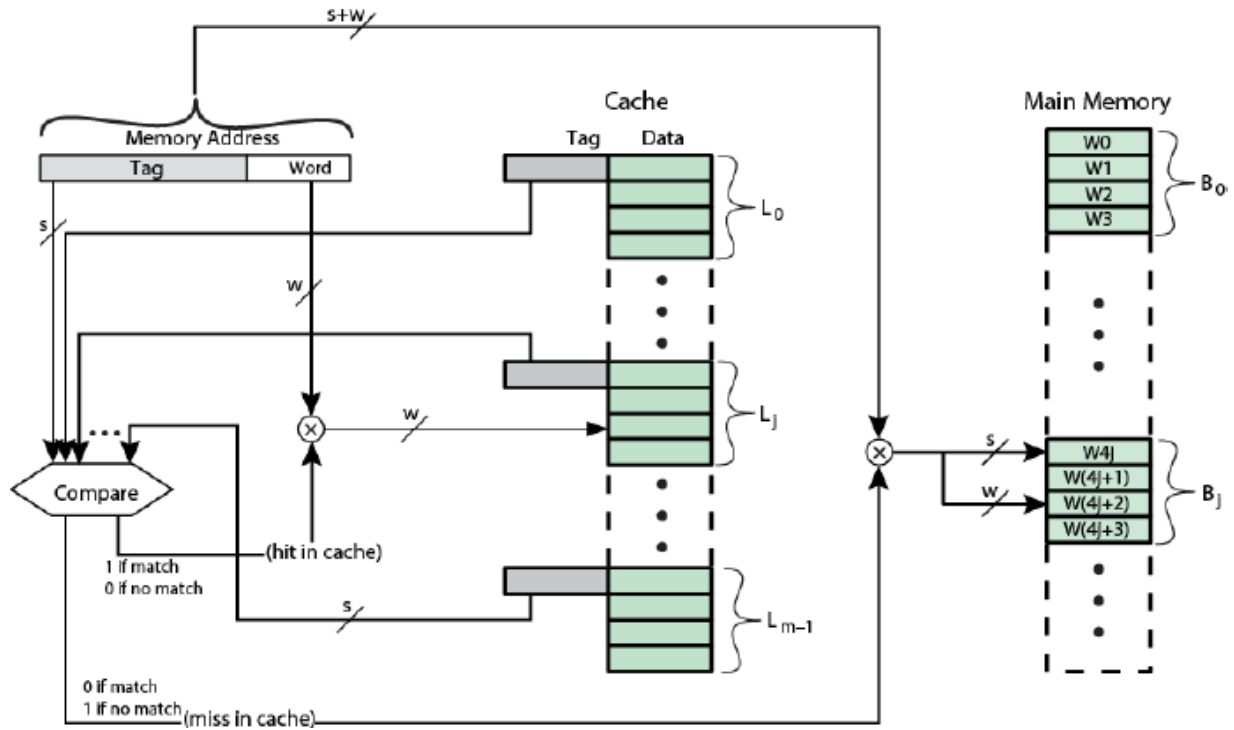 s+w
Cache
Main Memory
Memory Address
Tag Data
Tag Word
W0
W1
W2
W3
B0
L0
s
w
w
Lj
Compare
(hit in cache)
1 if match
0 if no match
s
W4j
W(4j+1)
W(4j+2)
W(4j+3)
s
w
Bj
Lm–1
0 if match
1 if no match
(miss in cache)